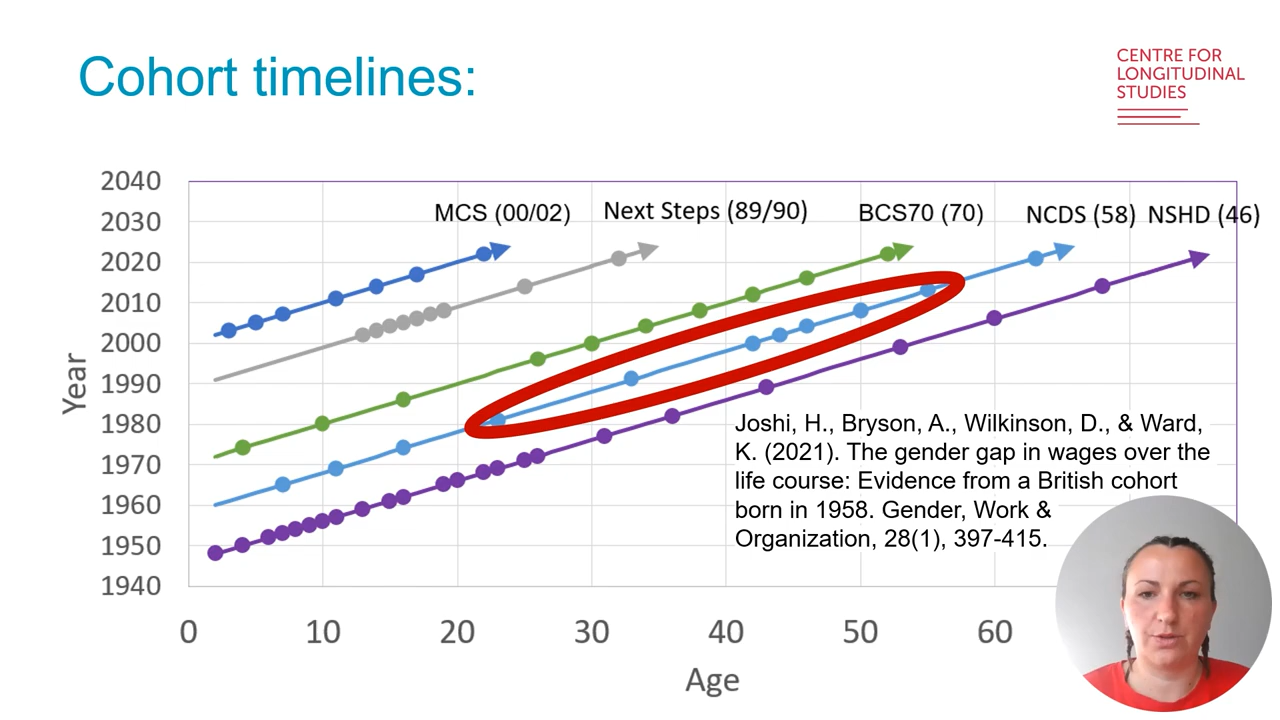 Cohort timelines:
CENTRE FOR
LONGITUDINAL
STUDIES
2040
2030
2020
2010
2000
1990
1980
1970
1960
1950
1940
Year
MCS (00/02)
Next Steps (89/90)
BCS70 (70)
NCDS (58)
NSHD (46)
Joshi, H., Bryson, A., Wilkinson, D., & Ward,
K. (2021). The gender gap in wages over the
life course: Evidence from a British cohort
born in 1958. Gender, Work &
Organization, 28(1), 397-415.
0
10
20
30
40
50
60
Age